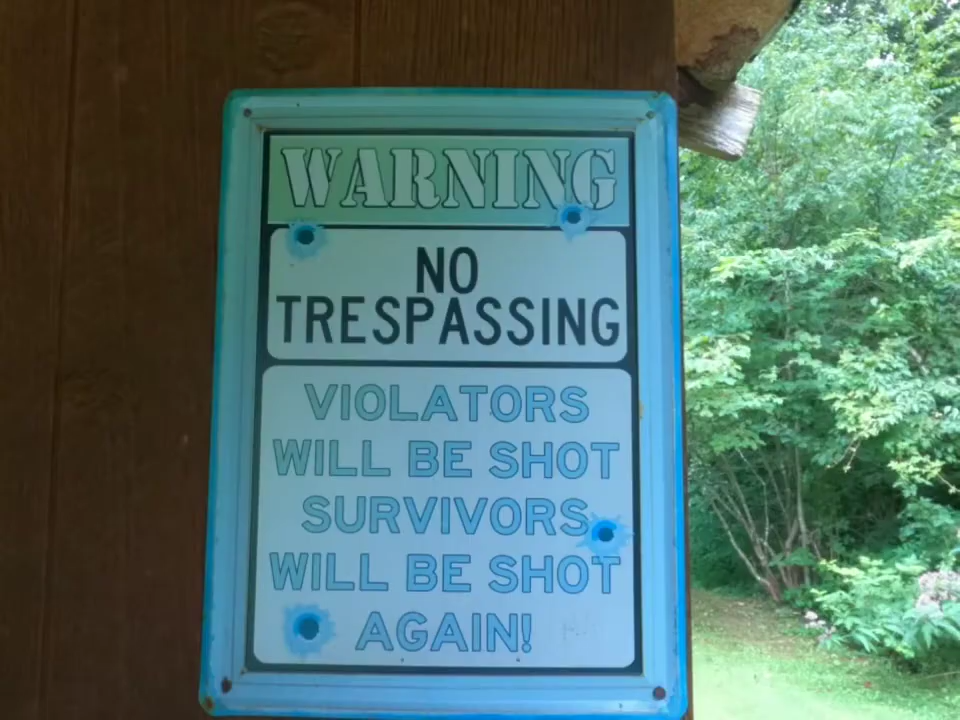 WARNING
NO
TRESPASSING
VIOLATORS
WILL BE SHOT
SURVIVORS
WILL BE SHOT
AGAIN!